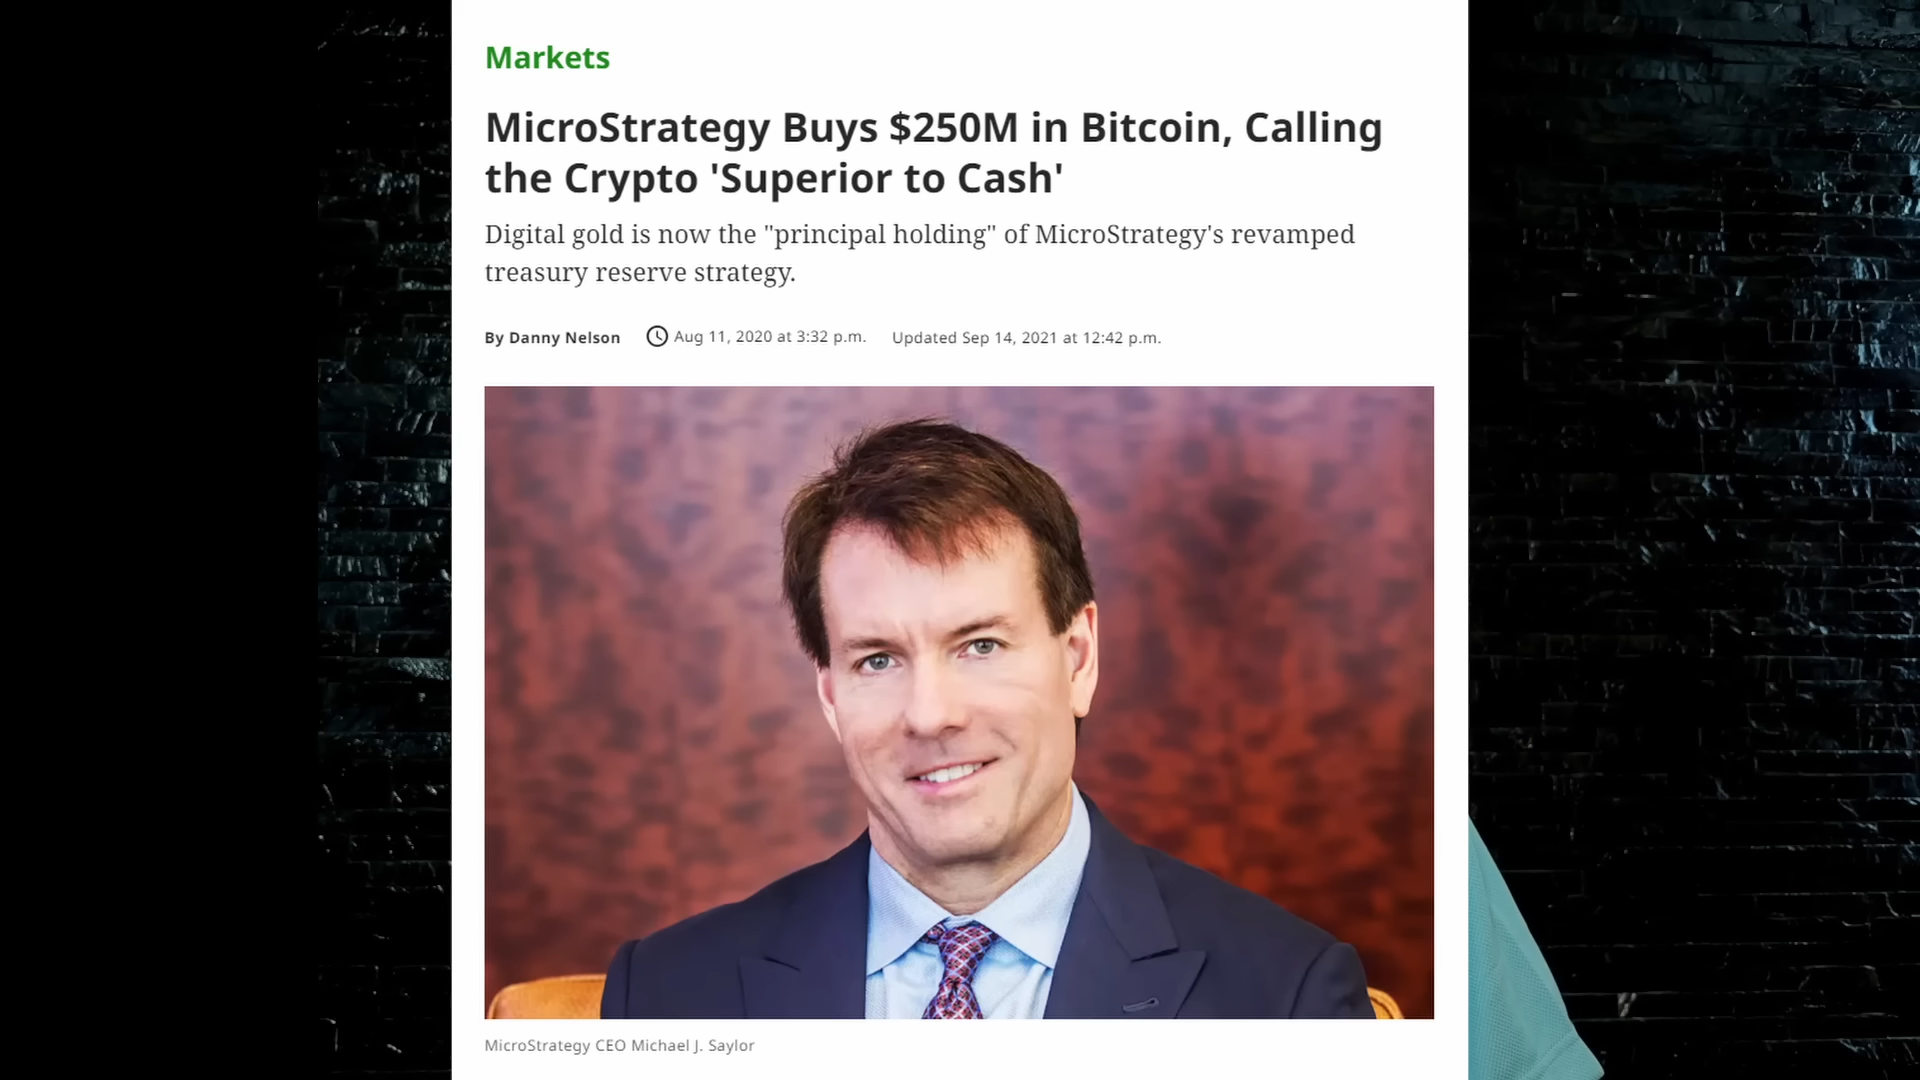 Markets
MicroStrategy Buys $250M in Bitcoin, Calling
the Crypto 'Superior to Cash'
Digital gold is now the "principal holding" of MicroStrategy's revamped
treasury reserve strategy.
By Danny Nelson Aug 11, 2020 at 3:32 p.m. Updated Sep 14, 2021 at 12:42 p.m.
MicroStrategy CEO Michael J. Saylor